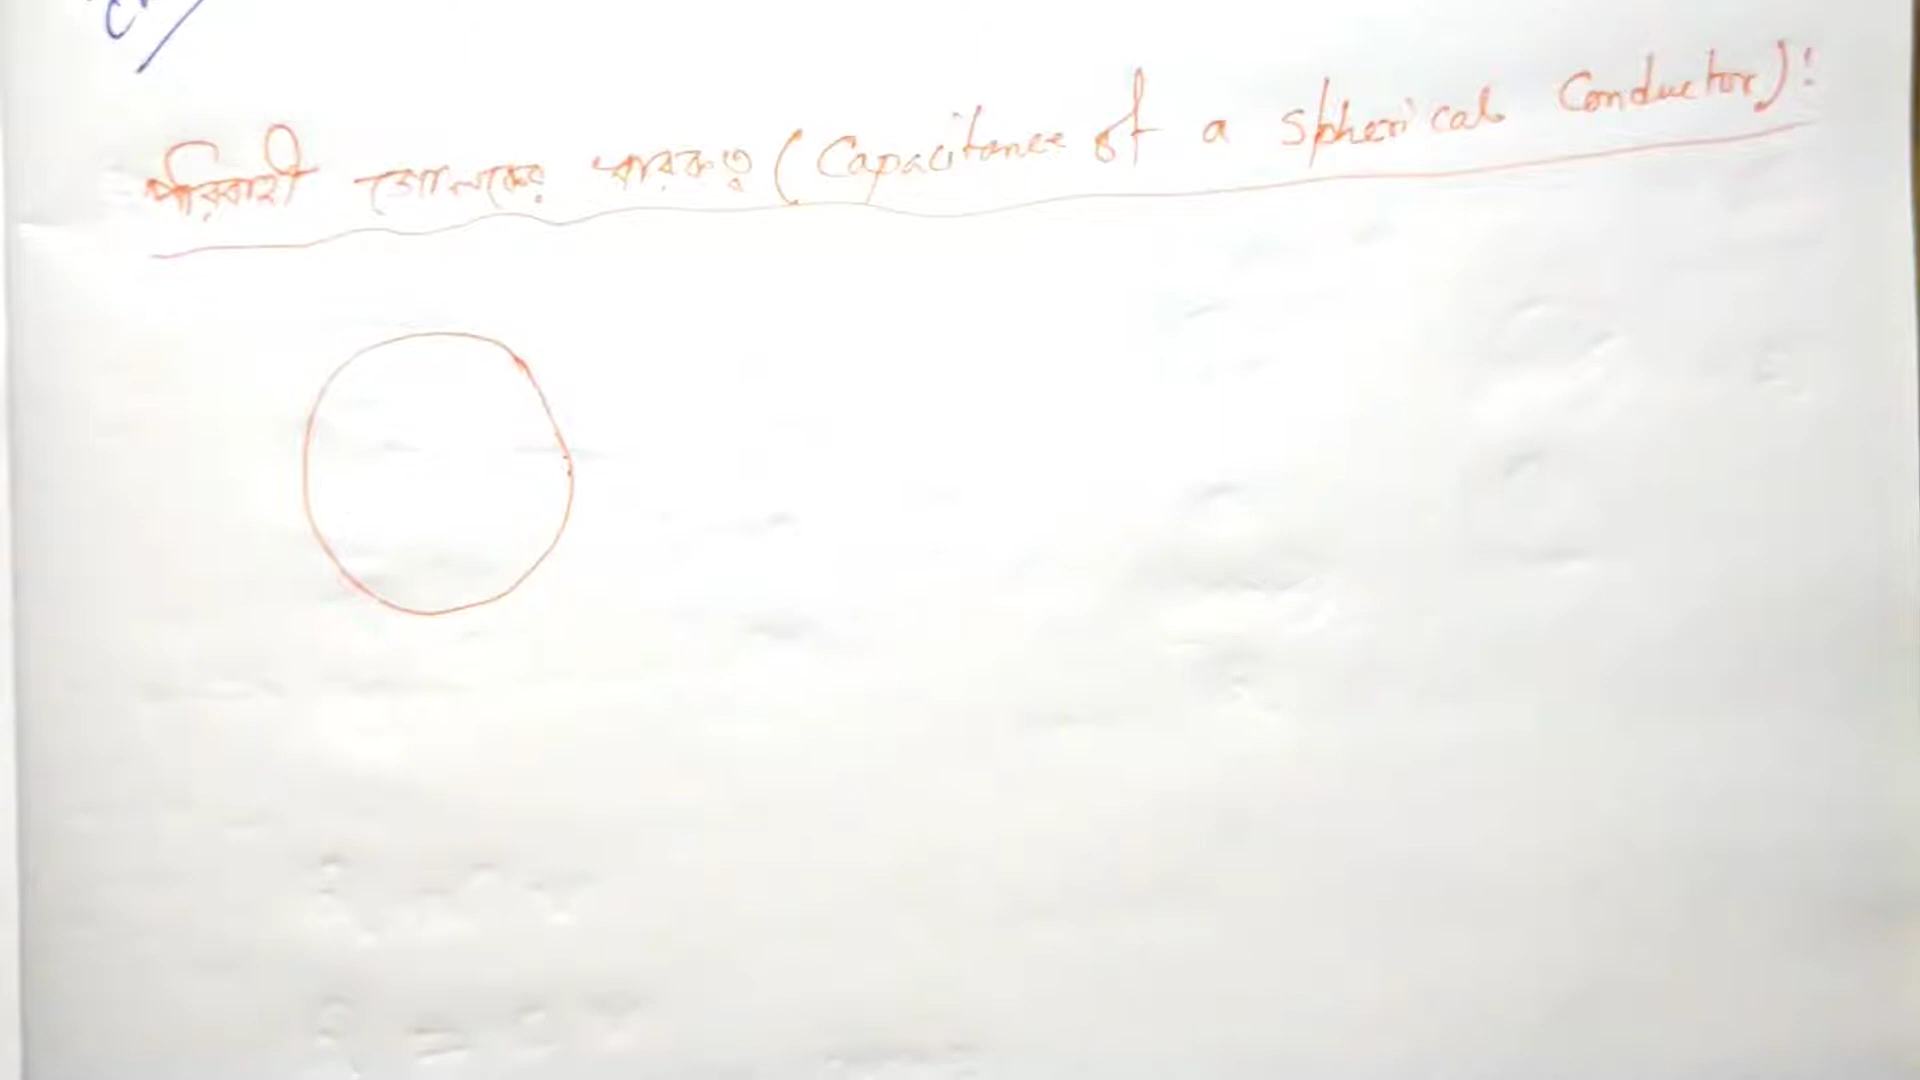 পরিবাহী গোলকের ধারকত্ব (Capacitance of a spherical Conductor):